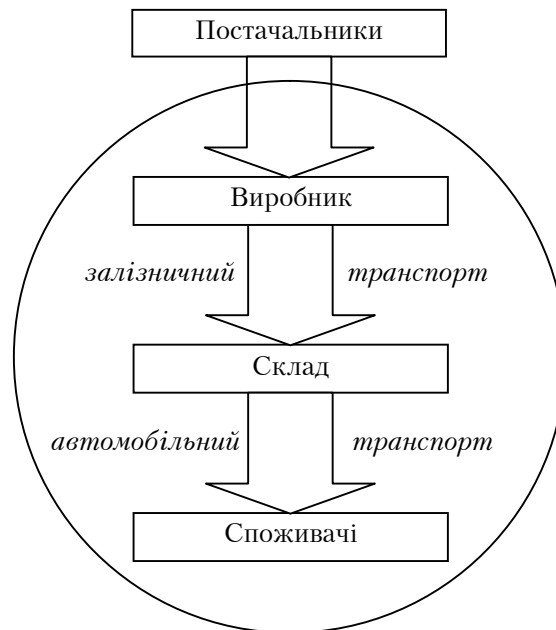 Постачальники
Виробник
залізничний транспорт
Склад
автомобільний транспорт
Споживачі